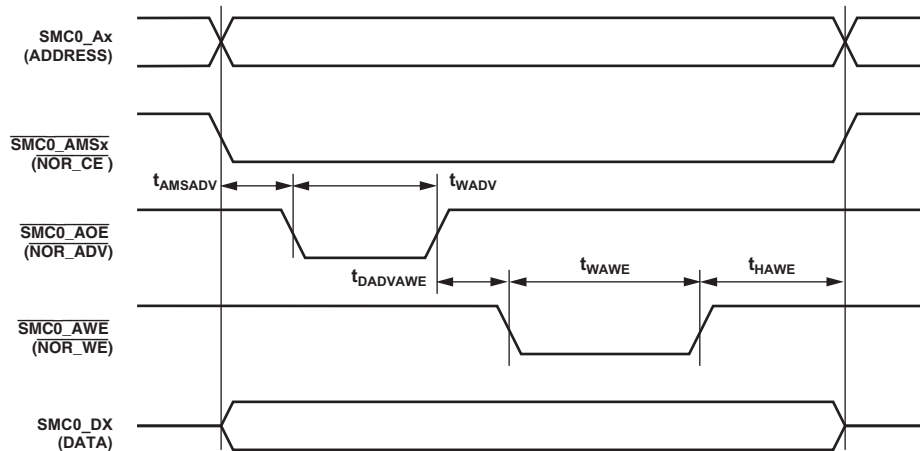 SMC0_Ax
(ADDRESS)
SMC0_AMSx
(NOR_CE )
tAMSADV
tWADV
SMC0_AOE
(NOR_ADV)
tDADVAWE
tWAWE
tHAWE
SMC0_AWE
(NOR_WE)
SMC0_DX
(DATA)